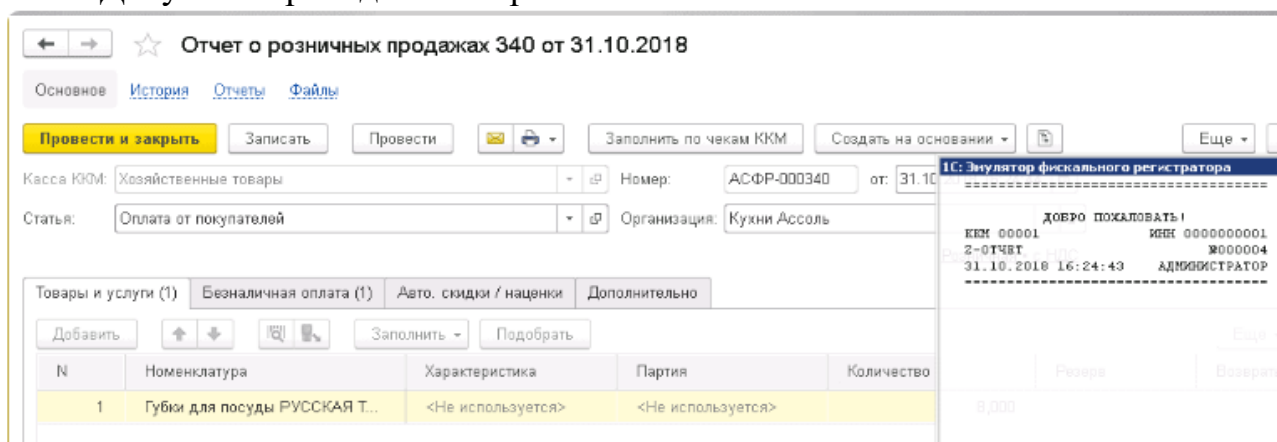 ← → ☆ Отчет о розничных продажах 340 от 31.10.2018
Основное История Отчеты Файлы
Провести и закрыть Записать Провести Заполнить по чекам ККМ Создать на основании Еще
Касса ККМ: Хозяйственные товары Номер: АСФР-000340 от: 31.10
Статья: Оплата от покупателей Организация: Кухни Ассоль
1С: Эмулятор фискального регистратора
====================================
ДОБРО ПОЖАЛОВАТЬ!
ККМ 00001 ИНН 0000000001
Z-ОТЧЕТ №000004
31.10.2018 16:24:43 АДМИНИСТРАТОР
====================================
Товары и услуги (1) Безналичная оплата (1) Авто. скидки / наценки Дополнительно
Добавить Заполнить Подобрать Еще
N Номенклатура Характеристика Партия Количество Резерв Возврат
1 Губки для посуды РУССКАЯ Т... <Не используется> <Не используется> 8,000